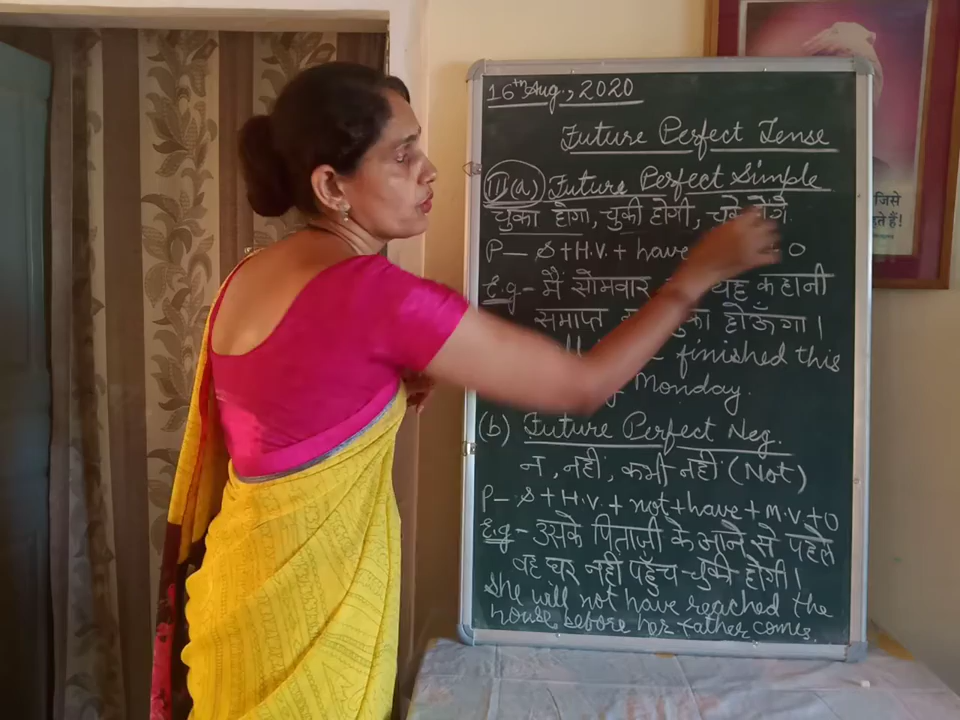 16th Aug., 2020
Future Perfect Tense
III(a) Future Perfect Simple
चुका होगा, चुकी होगी, चुके होंगे
P— S+H.V.+ have O
E.g - मैं सोमवार यह कहानी
समाप्त चुका होऊँगा।
finished this
Monday.
(b) Future Perfect Neg.
न, नहीं, कभी नहीं (Not)
P— S+H.V.+ not+have+M.V+O
E.g - उसके पिताजी के आने से पहले
वह घर नहीं पहुँच चुकी होगी।
She will not have reached the
house before her father comes.
जिसे
हते हैं!